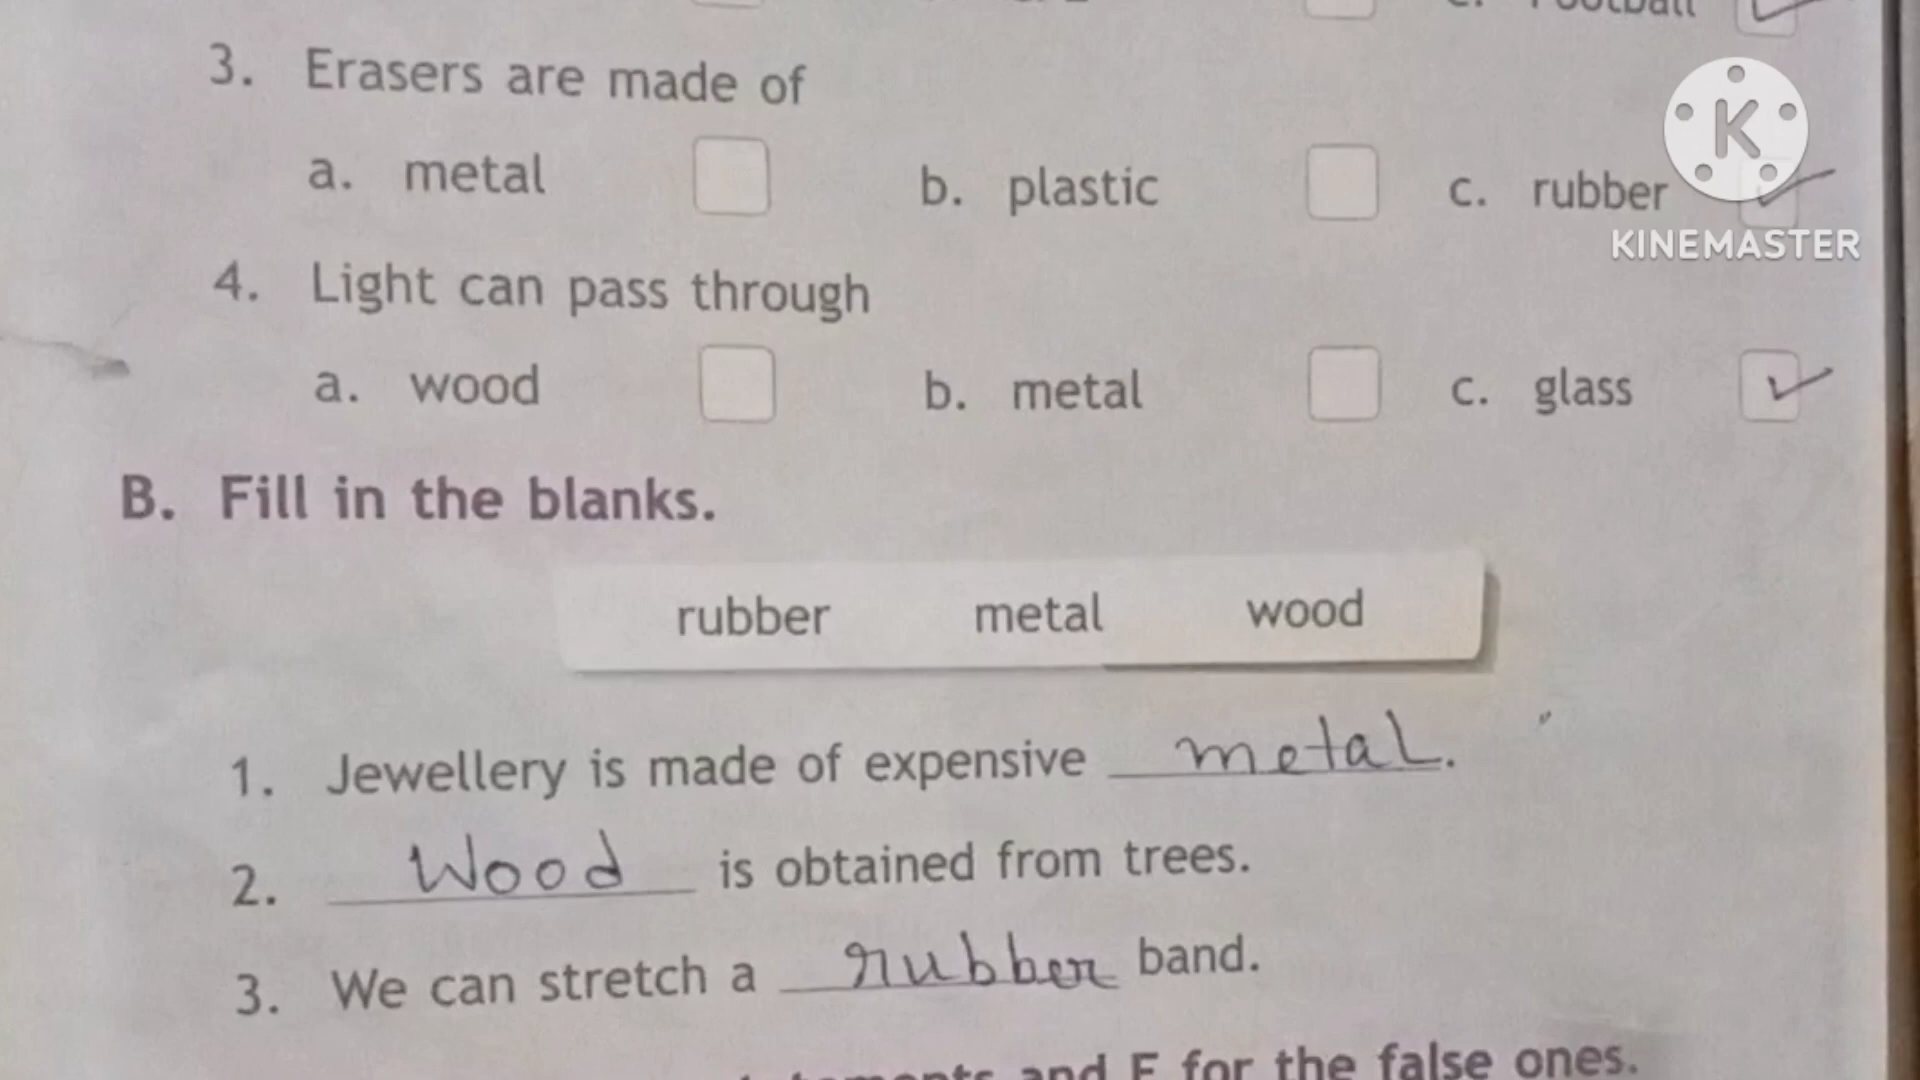 c. Football
3. Erasers are made of
a. metal b. plastic c. rubber
K
KINEMASTER
4. Light can pass through
a. wood b. metal c. glass
B. Fill in the blanks.
rubber metal wood
1. Jewellery is made of expensive metal.
2. Wood is obtained from trees.
3. We can stretch a rubber band.
and F for the false ones.